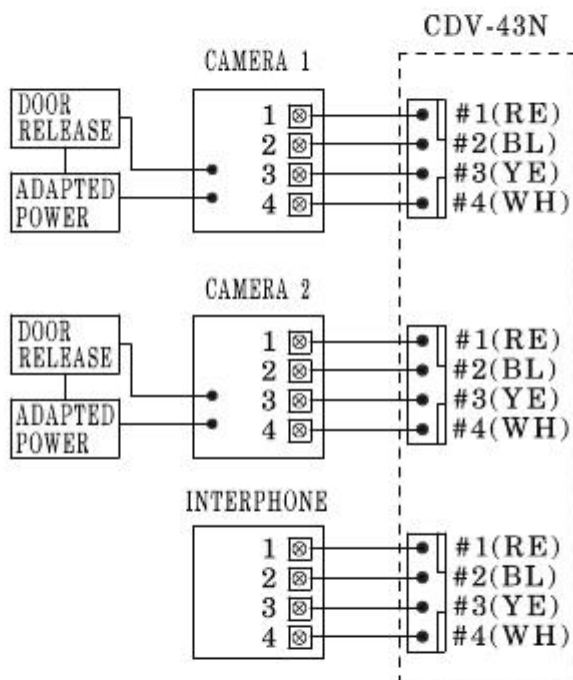 CDV-43N
CAMERA 1
DOOR
RELEASE
ADAPTED
POWER
1 #1(RE)
2 #2(BL)
3 #3(YE)
4 #4(WH)
CAMERA 2
DOOR
RELEASE
ADAPTED
POWER
1 #1(RE)
2 #2(BL)
3 #3(YE)
4 #4(WH)
INTERPHONE
1 #1(RE)
2 #2(BL)
3 #3(YE)
4 #4(WH)